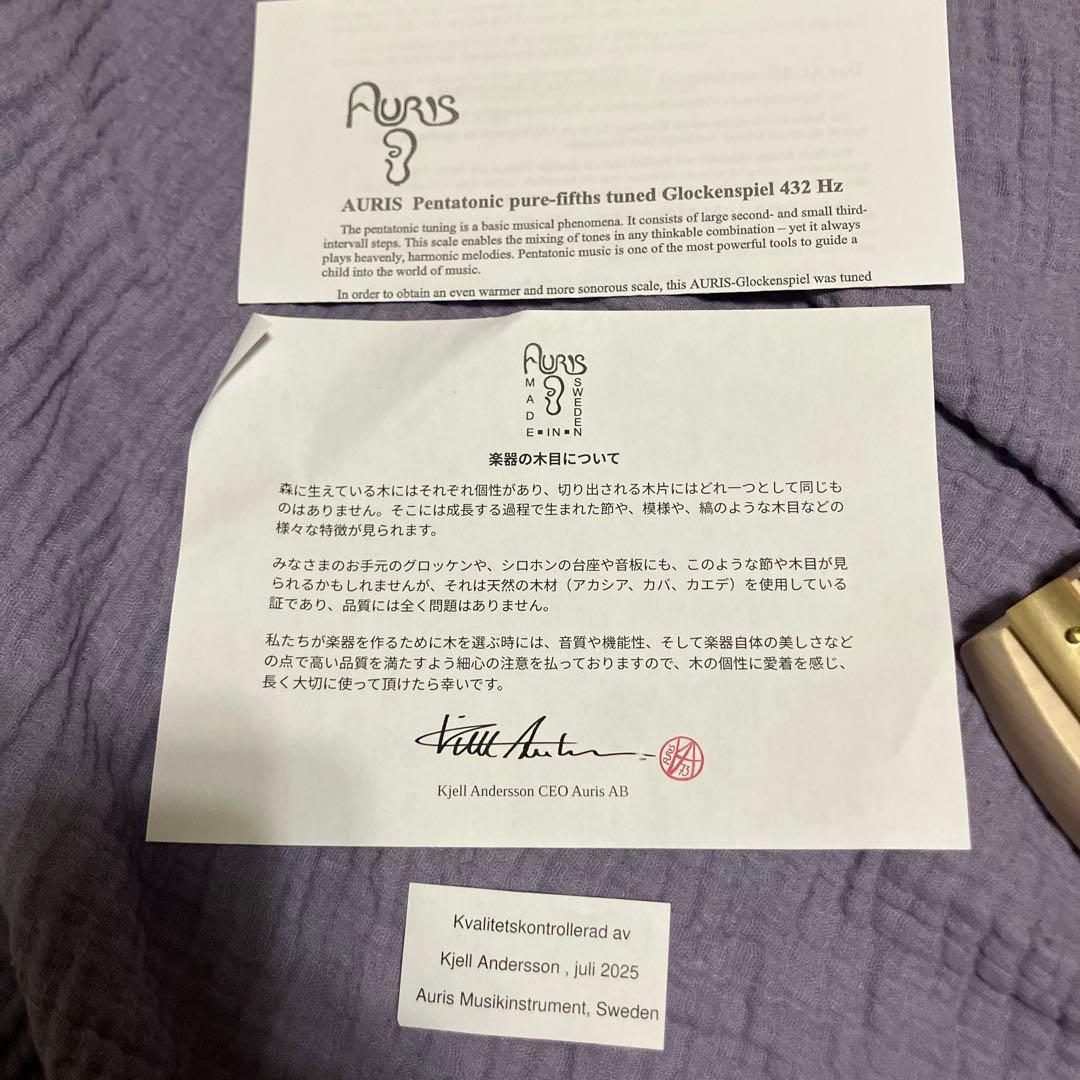 AURIS
AURIS Pentatonic pure-fifths tuned Glockenspiel 432 Hz
The pentatonic tuning is a basic musical phenomena. It consists of large second- and small third-
intervall steps. This scale enables the mixing of tones in any thinkable combination – yet it always
plays heavenly, harmonic melodies. Pentatonic music is one of the most powerful tools to guide a
child into the world of music.
In order to obtain an even warmer and more sonorous scale, this AURIS-Glockenspiel was tuned
AURIS
MADE▪IN▪SWEDEN
楽器の木目について
森に生えている木にはそれぞれ個性があり、切り出される木片にはどれ一つとして同じも
のはありません。そこには成長する過程で生まれた節や、模様や、縞のような木目などの
様々な特徴が見られます。
みなさまのお手元のグロッケンや、シロホンの台座や音板にも、このような節や木目が見
られるかもしれませんが、それは天然の木材（アカシア、カバ、カエデ）を使用している
証であり、品質には全く問題はありません。
私たちが楽器を作るために木を選ぶ時には、音質や機能性、そして楽器自体の美しさなど
の点で高い品質を満たすよう細心の注意を払っておりますので、木の個性に愛着を感じ、
長く大切に使って頂けたら幸いです。
Kjell Andersson CEO Auris AB
Kvalitetskontrollerad av
Kjell Andersson , juli 2025
Auris Musikinstrument, Sweden